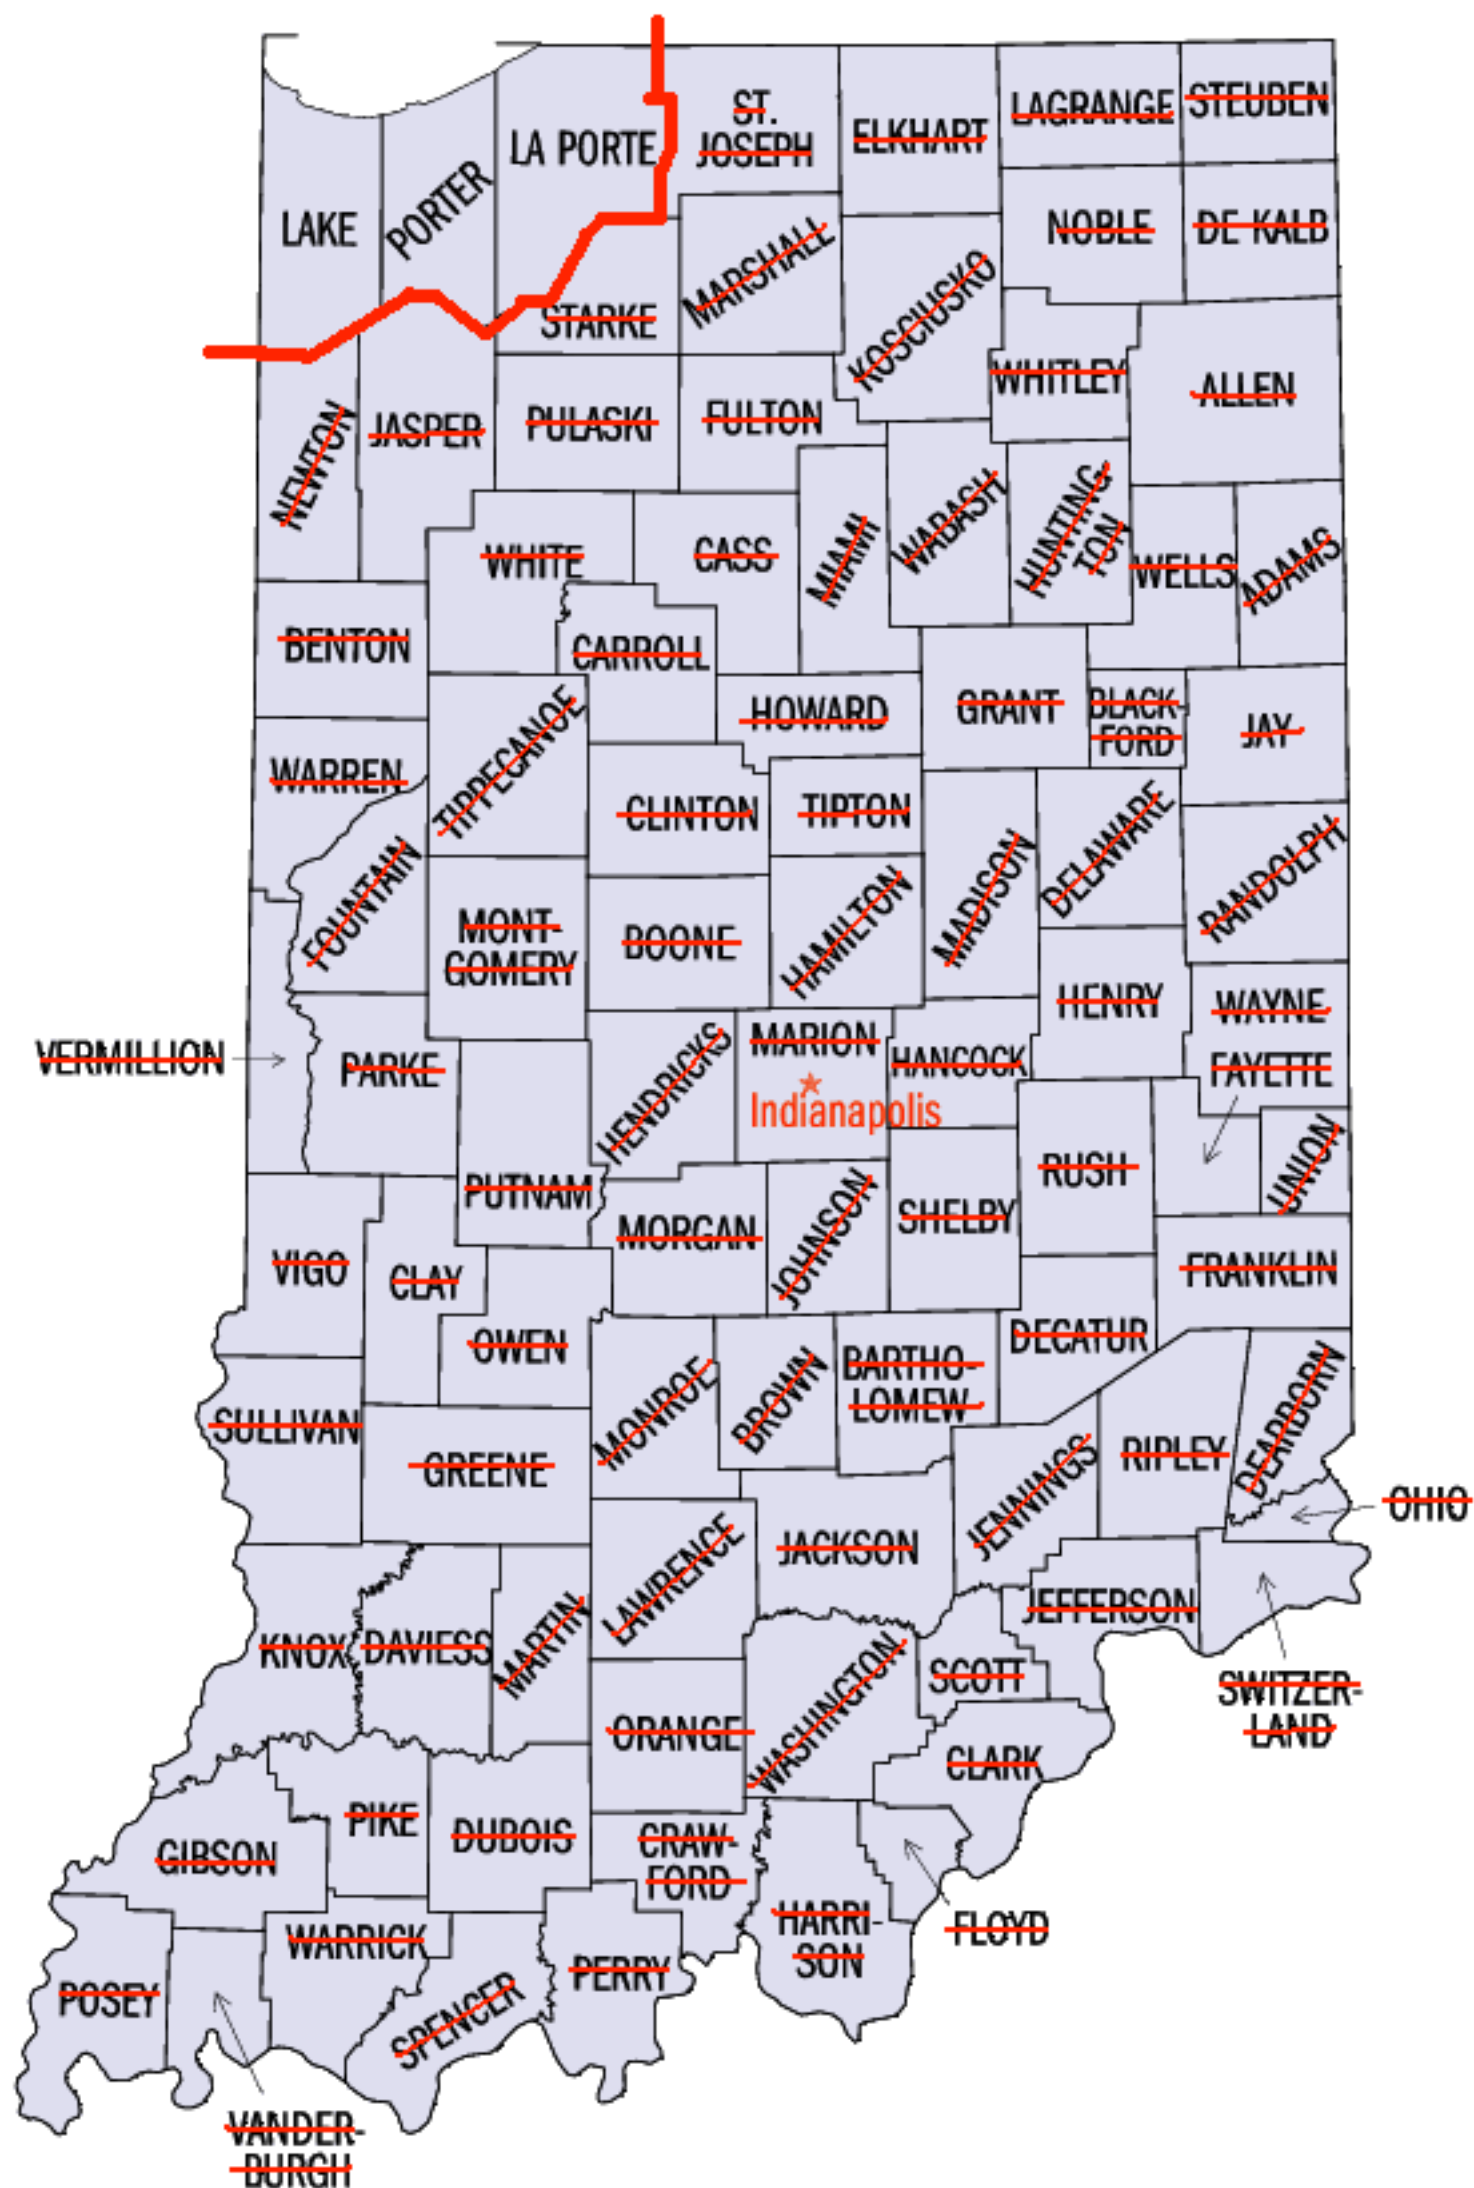 ST.
JOSEPH
LA PORTE
LAKE
PORTER
ELKHART
LAGRANGE
STEUBEN
NOBLE
DE KALB
MARSHALL
KOSCIUSKO
STARKE
WHITLEY
ALLEN
NEWTON
JASPER
PULASKI
FULTON
WHITE
CASS
MIAMI
WABASH
HUNTING-
TON
WELLS
ADAMS
BENTON
CARROLL
HOWARD
GRANT
BLACK-
FORD
JAY
WARREN
TIPPECANOE
CLINTON
TIPTON
MADISON
DELAWARE
RANDOLPH
FOUNTAIN
MONT-
GOMERY
BOONE
HAMILTON
HENRY
WAYNE
VERMILLION
PARKE
HENDRICKS
MARION
Indianapolis
HANCOCK
FAYETTE
PUTNAM
MORGAN
JOHNSON
SHELBY
RUSH
UNION
VIGO
CLAY
OWEN
FRANKLIN
DECATUR
SULLIVAN
GREENE
MONROE
BROWN
BARTHO-
LOMEW
JENNINGS
RIPLEY
DEARBORN
OHIO
LAWRENCE
JACKSON
JEFFERSON
KNOX
DAVIESS
MARTIN
ORANGE
WASHINGTON
SCOTT
SWITZER-
LAND
CLARK
GIBSON
PIKE
DUBOIS
CRAW-
FORD
HARRI-
SON
FLOYD
POSEY
WARRICK
SPENCER
PERRY
VANDER-
BURGH